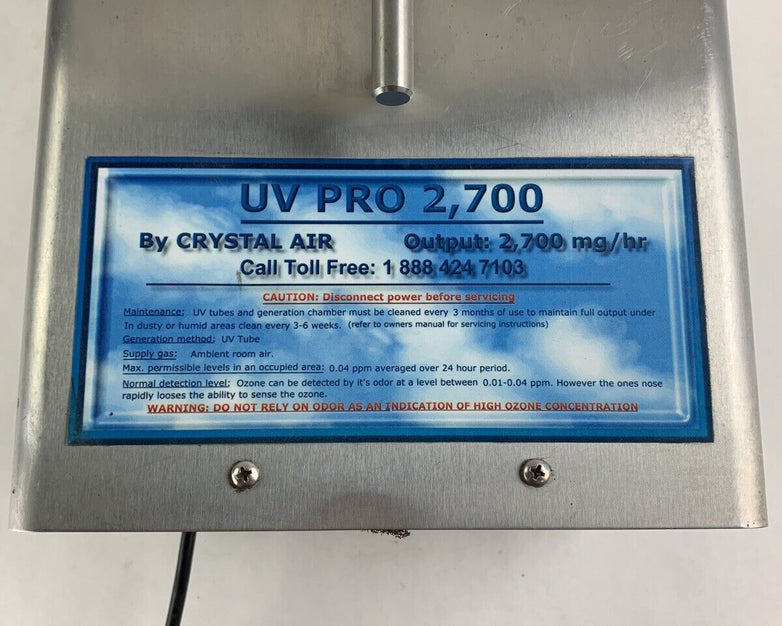 UV PRO 2,700
By CRYSTAL AIR Output: 2,700 mg/hr
Call Toll Free: 1 888 424 7103
CAUTION: Disconnect power before servicing
Maintenance: UV tubes and generation chamber must be cleaned every 3 months of use to maintain full output under
In dusty or humid areas clean every 3-6 weeks. (refer to owners manual for servicing instructions)
Generation method: UV Tube
Supply gas: Ambient room air.
Max. permissible levels in an occupied area: 0.04 ppm averaged over 24 hour period.
Normal detection level: Ozone can be detected by it's odor at a level between 0.01-0.04 ppm. However the ones nose
rapidly looses the ability to sense the ozone.
WARNING: DO NOT RELY ON ODOR AS AN INDICATION OF HIGH OZONE CONCENTRATION